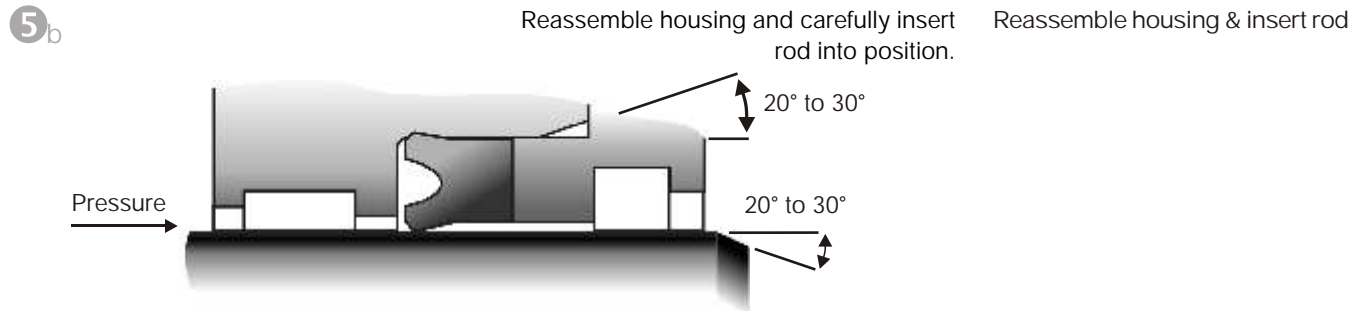 5b
Reassemble housing and carefully insert
rod into position.
Reassemble housing & insert rod
20° to 30°
Pressure
20° to 30°